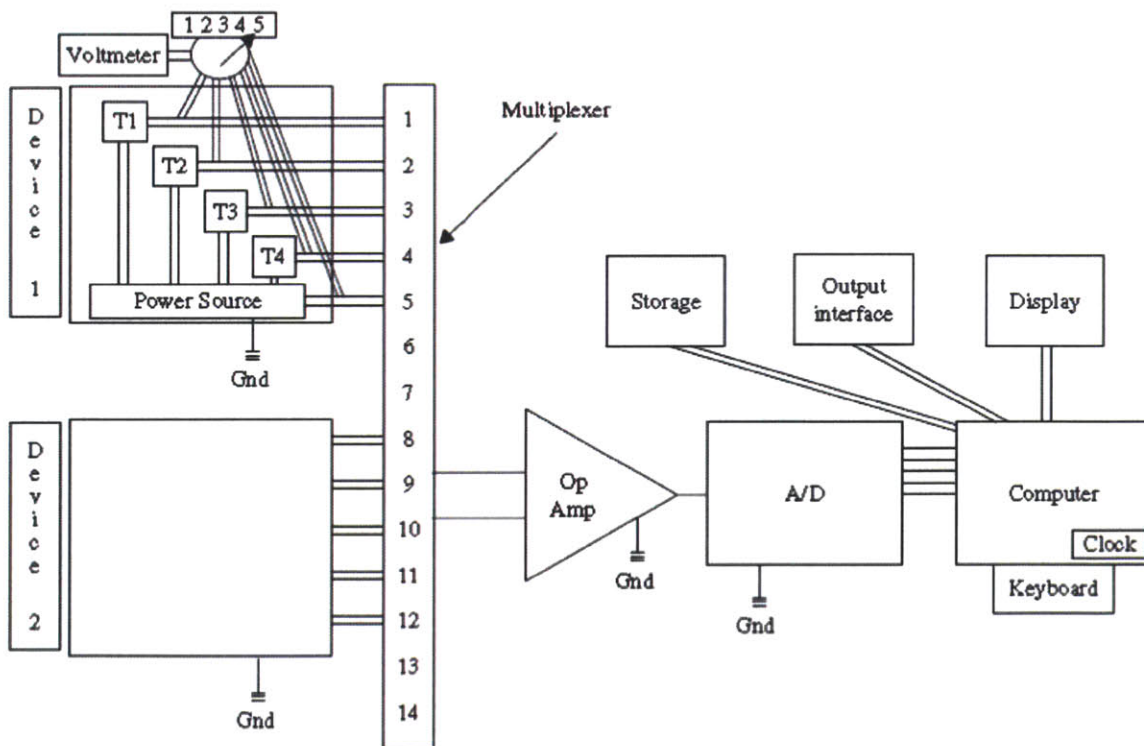 1 2 3 4 5
Voltmeter
Device 1
T1
T2
T3
T4
Power Source
Gnd
Multiplexer
1
2
3
4
5
6
7
8
9
10
11
12
13
14
Device 2
Gnd
Op
Amp
Gnd
A/D
Gnd
Storage
Output
interface
Display
Computer
Clock
Keyboard